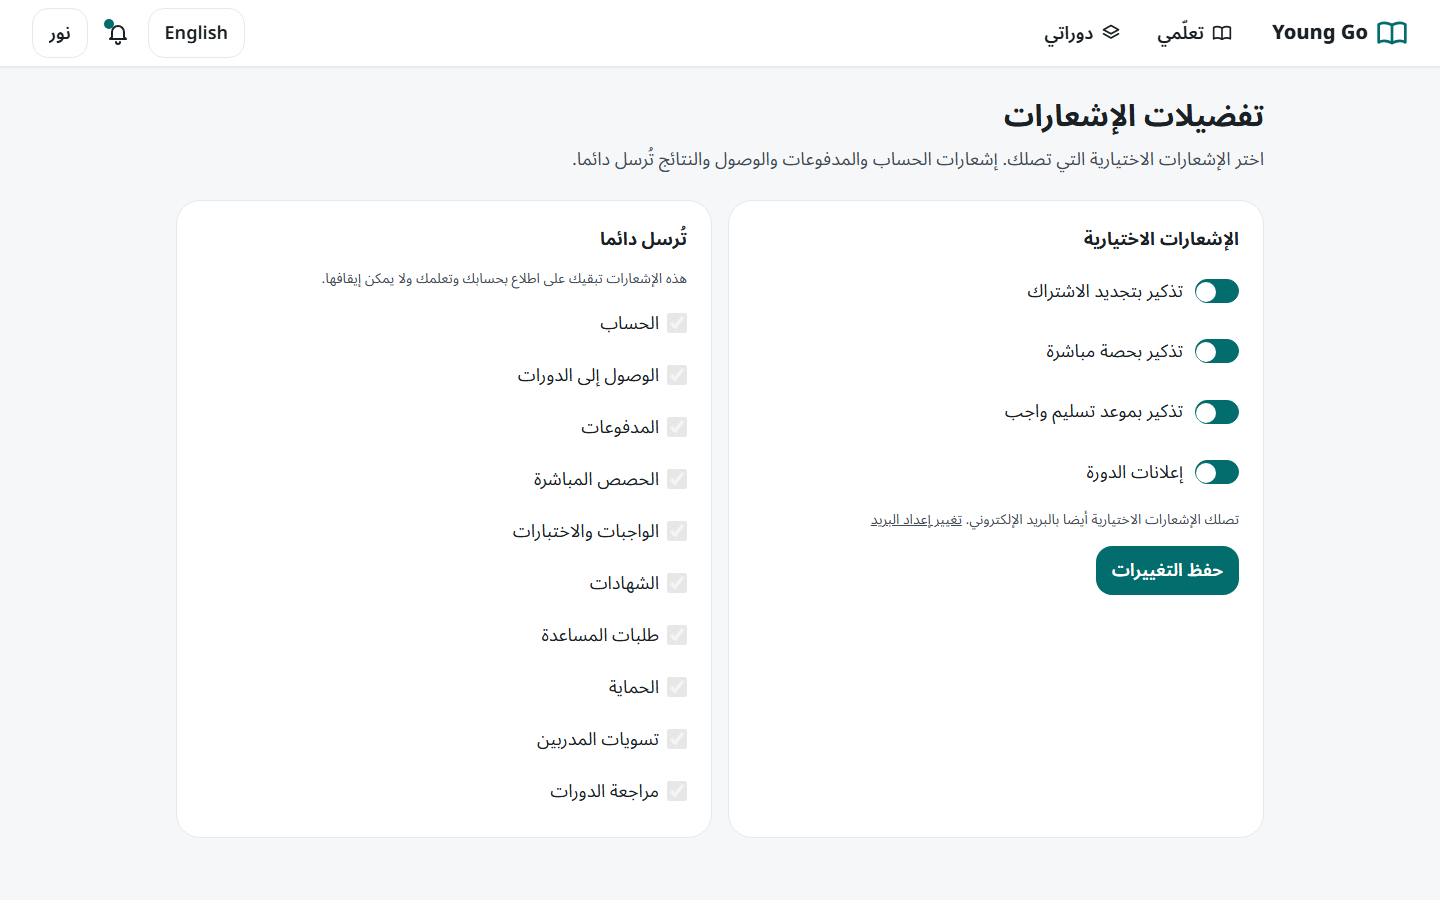 Young Go
تعلّمي
دوراتي
English
نور
تفضيلات الإشعارات
اختر الإشعارات الاختيارية التي تصلك. إشعارات الحساب والمدفوعات والوصول والنتائج تُرسل دائما.
الإشعارات الاختيارية
تذكير بتجديد الاشتراك
تذكير بحصة مباشرة
تذكير بموعد تسليم واجب
إعلانات الدورة
تصلك الإشعارات الاختيارية أيضا بالبريد الإلكتروني. تغيير إعداد البريد
حفظ التغييرات
تُرسل دائما
هذه الإشعارات تبقيك على اطلاع بحسابك وتعلمك ولا يمكن إيقافها.
الحساب
الوصول إلى الدورات
المدفوعات
الحصص المباشرة
الواجبات والاختبارات
الشهادات
طلبات المساعدة
الحماية
تسويات المدربين
مراجعة الدورات